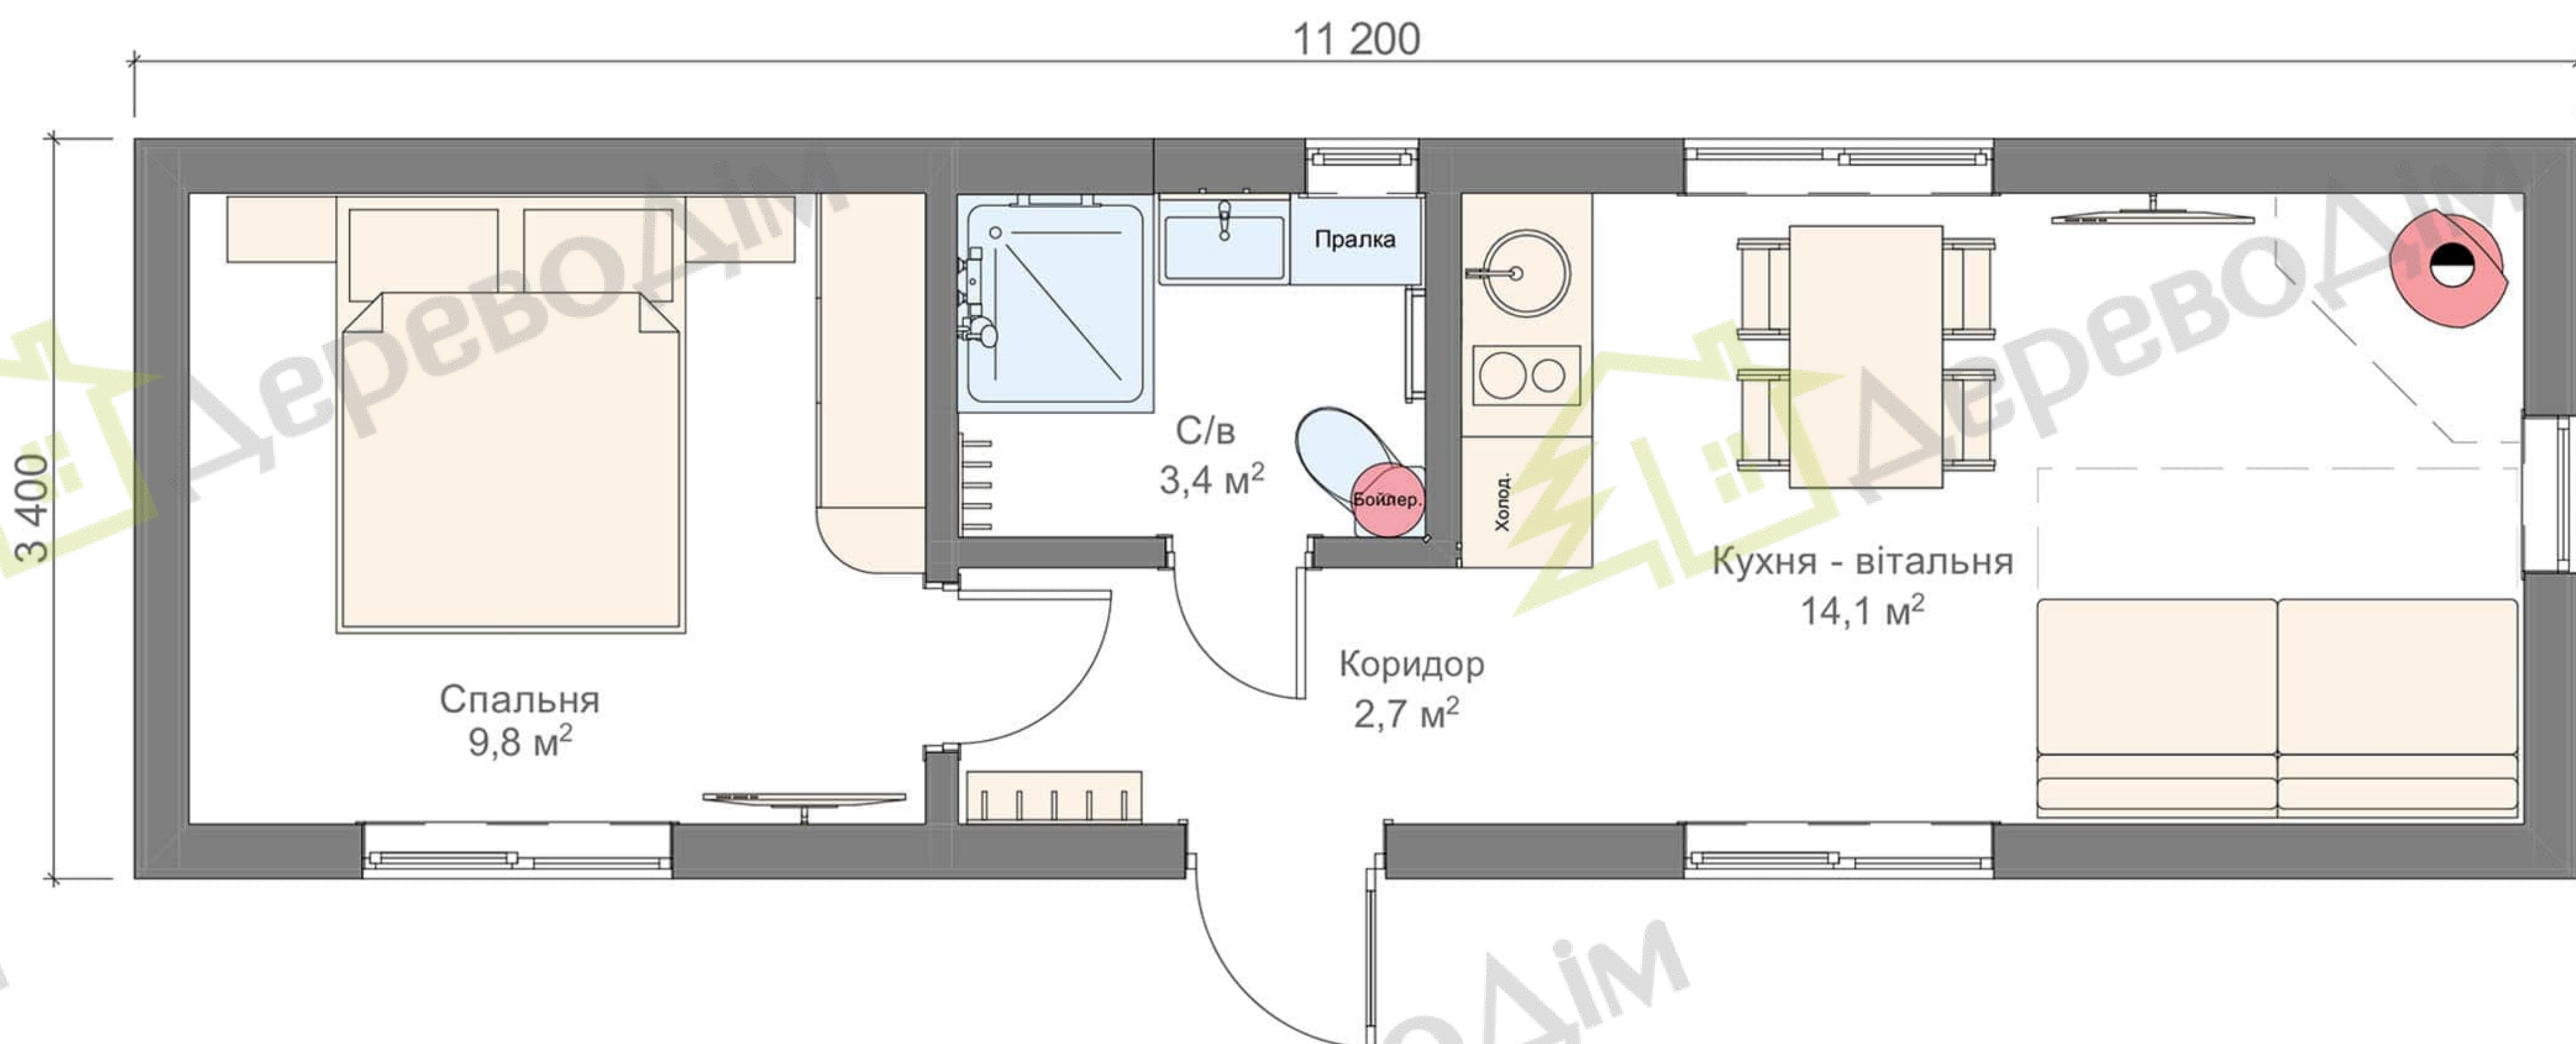 11 200
3 400
ДеревоДім
ДеревоДім
Пралка
С/в
3,4 м²
Бойлер.
Холод.
Кухня - вітальня
14,1 м²
Коридор
2,7 м²
Спальня
9,8 м²